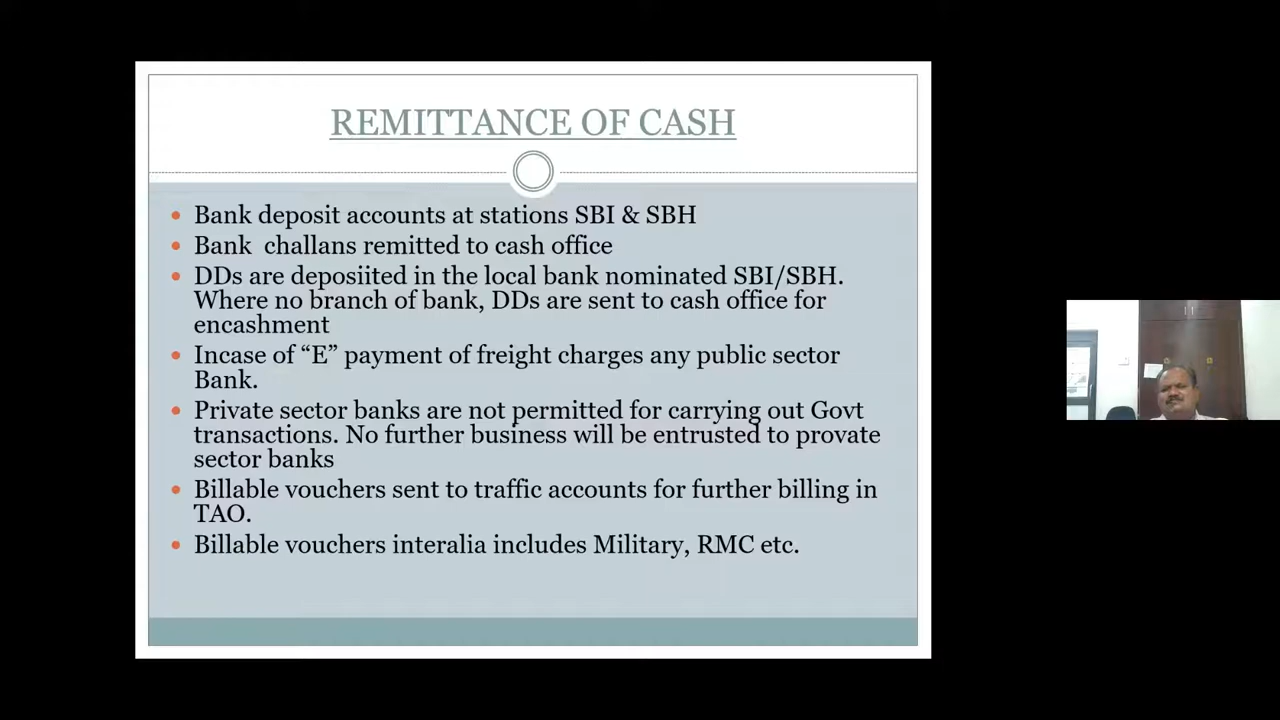 REMITTANCE OF CASH
Bank deposit accounts at stations SBI & SBH
Bank challans remitted to cash office
DDs are deposiited in the local bank nominated SBI/SBH.
Where no branch of bank, DDs are sent to cash office for
encashment
Incase of “E” payment of freight charges any public sector
Bank.
Private sector banks are not permitted for carrying out Govt
transactions. No further business will be entrusted to provate
sector banks
Billable vouchers sent to traffic accounts for further billing in
TAO.
Billable vouchers interalia includes Military, RMC etc.